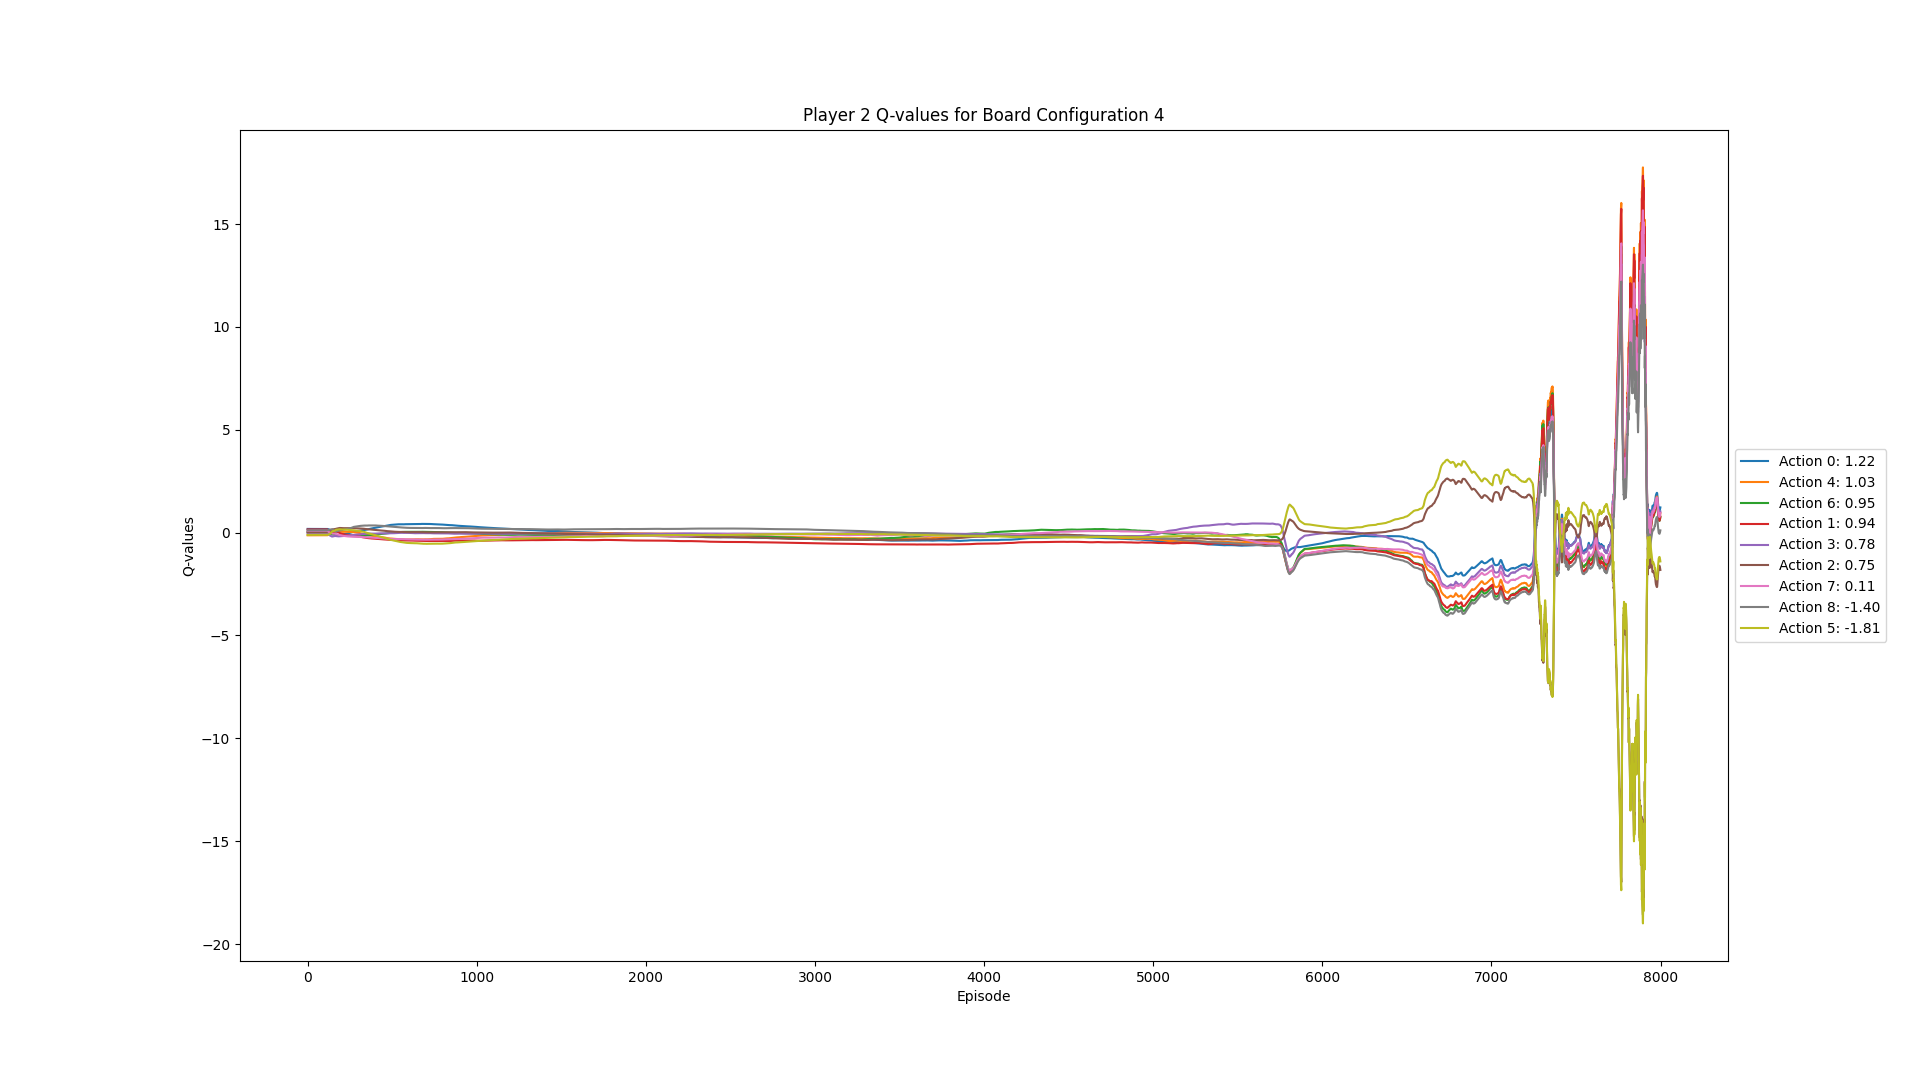 Player 2 Q-values for Board Configuration 4
Q-values
15
10
5
0
−5
−10
−15
−20
0 1000 2000 3000 4000 5000 6000 7000 8000
Episode
Action 0: 1.22
Action 4: 1.03
Action 6: 0.95
Action 1: 0.94
Action 3: 0.78
Action 2: 0.75
Action 7: 0.11
Action 8: -1.40
Action 5: -1.81